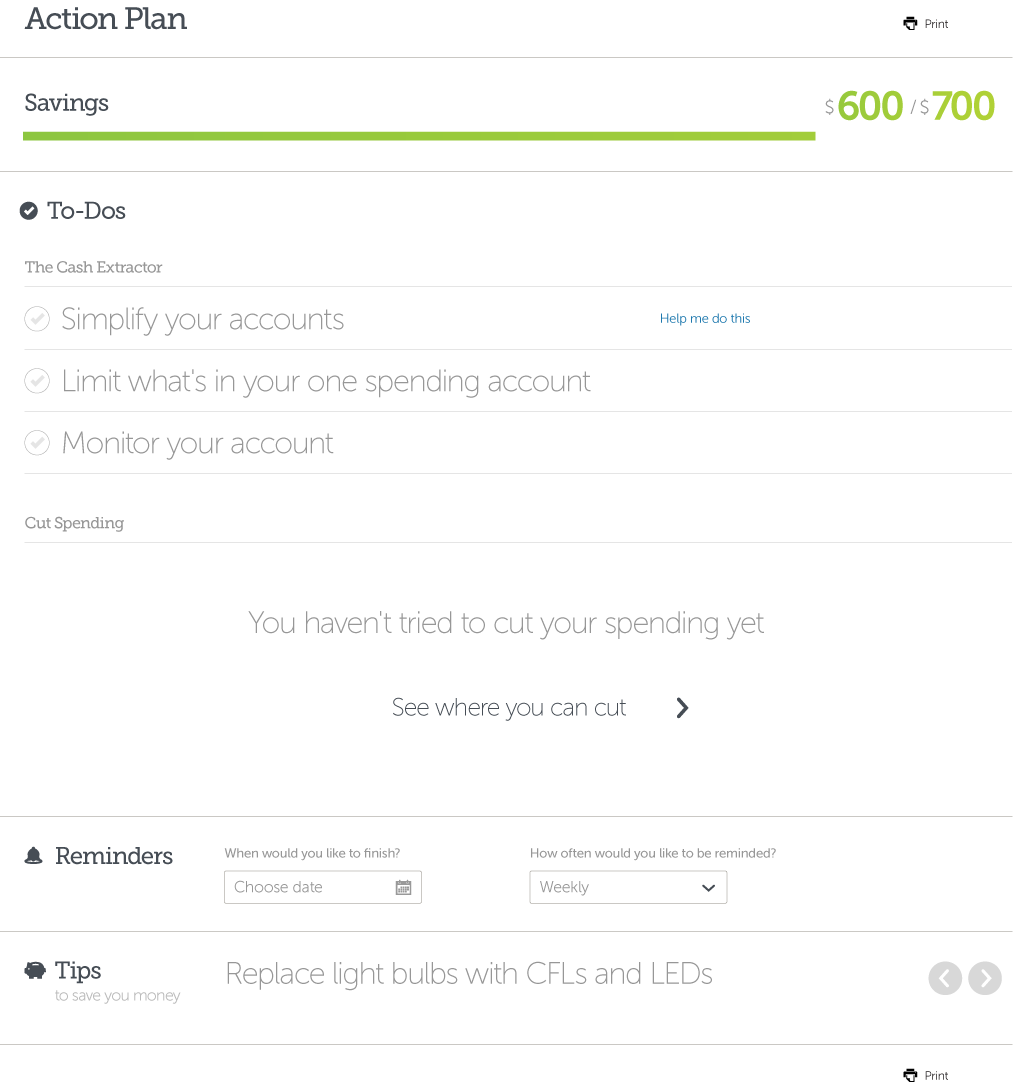 Action Plan
Print
Savings
$600 / $700
To-Dos
The Cash Extractor
Simplify your accounts
Help me do this
Limit what's in your one spending account
Monitor your account
Cut Spending
You haven't tried to cut your spending yet
See where you can cut
Reminders
When would you like to finish?
How often would you like to be reminded?
Choose date
Weekly
Tips
to save you money
Replace light bulbs with CFLs and LEDs
Print